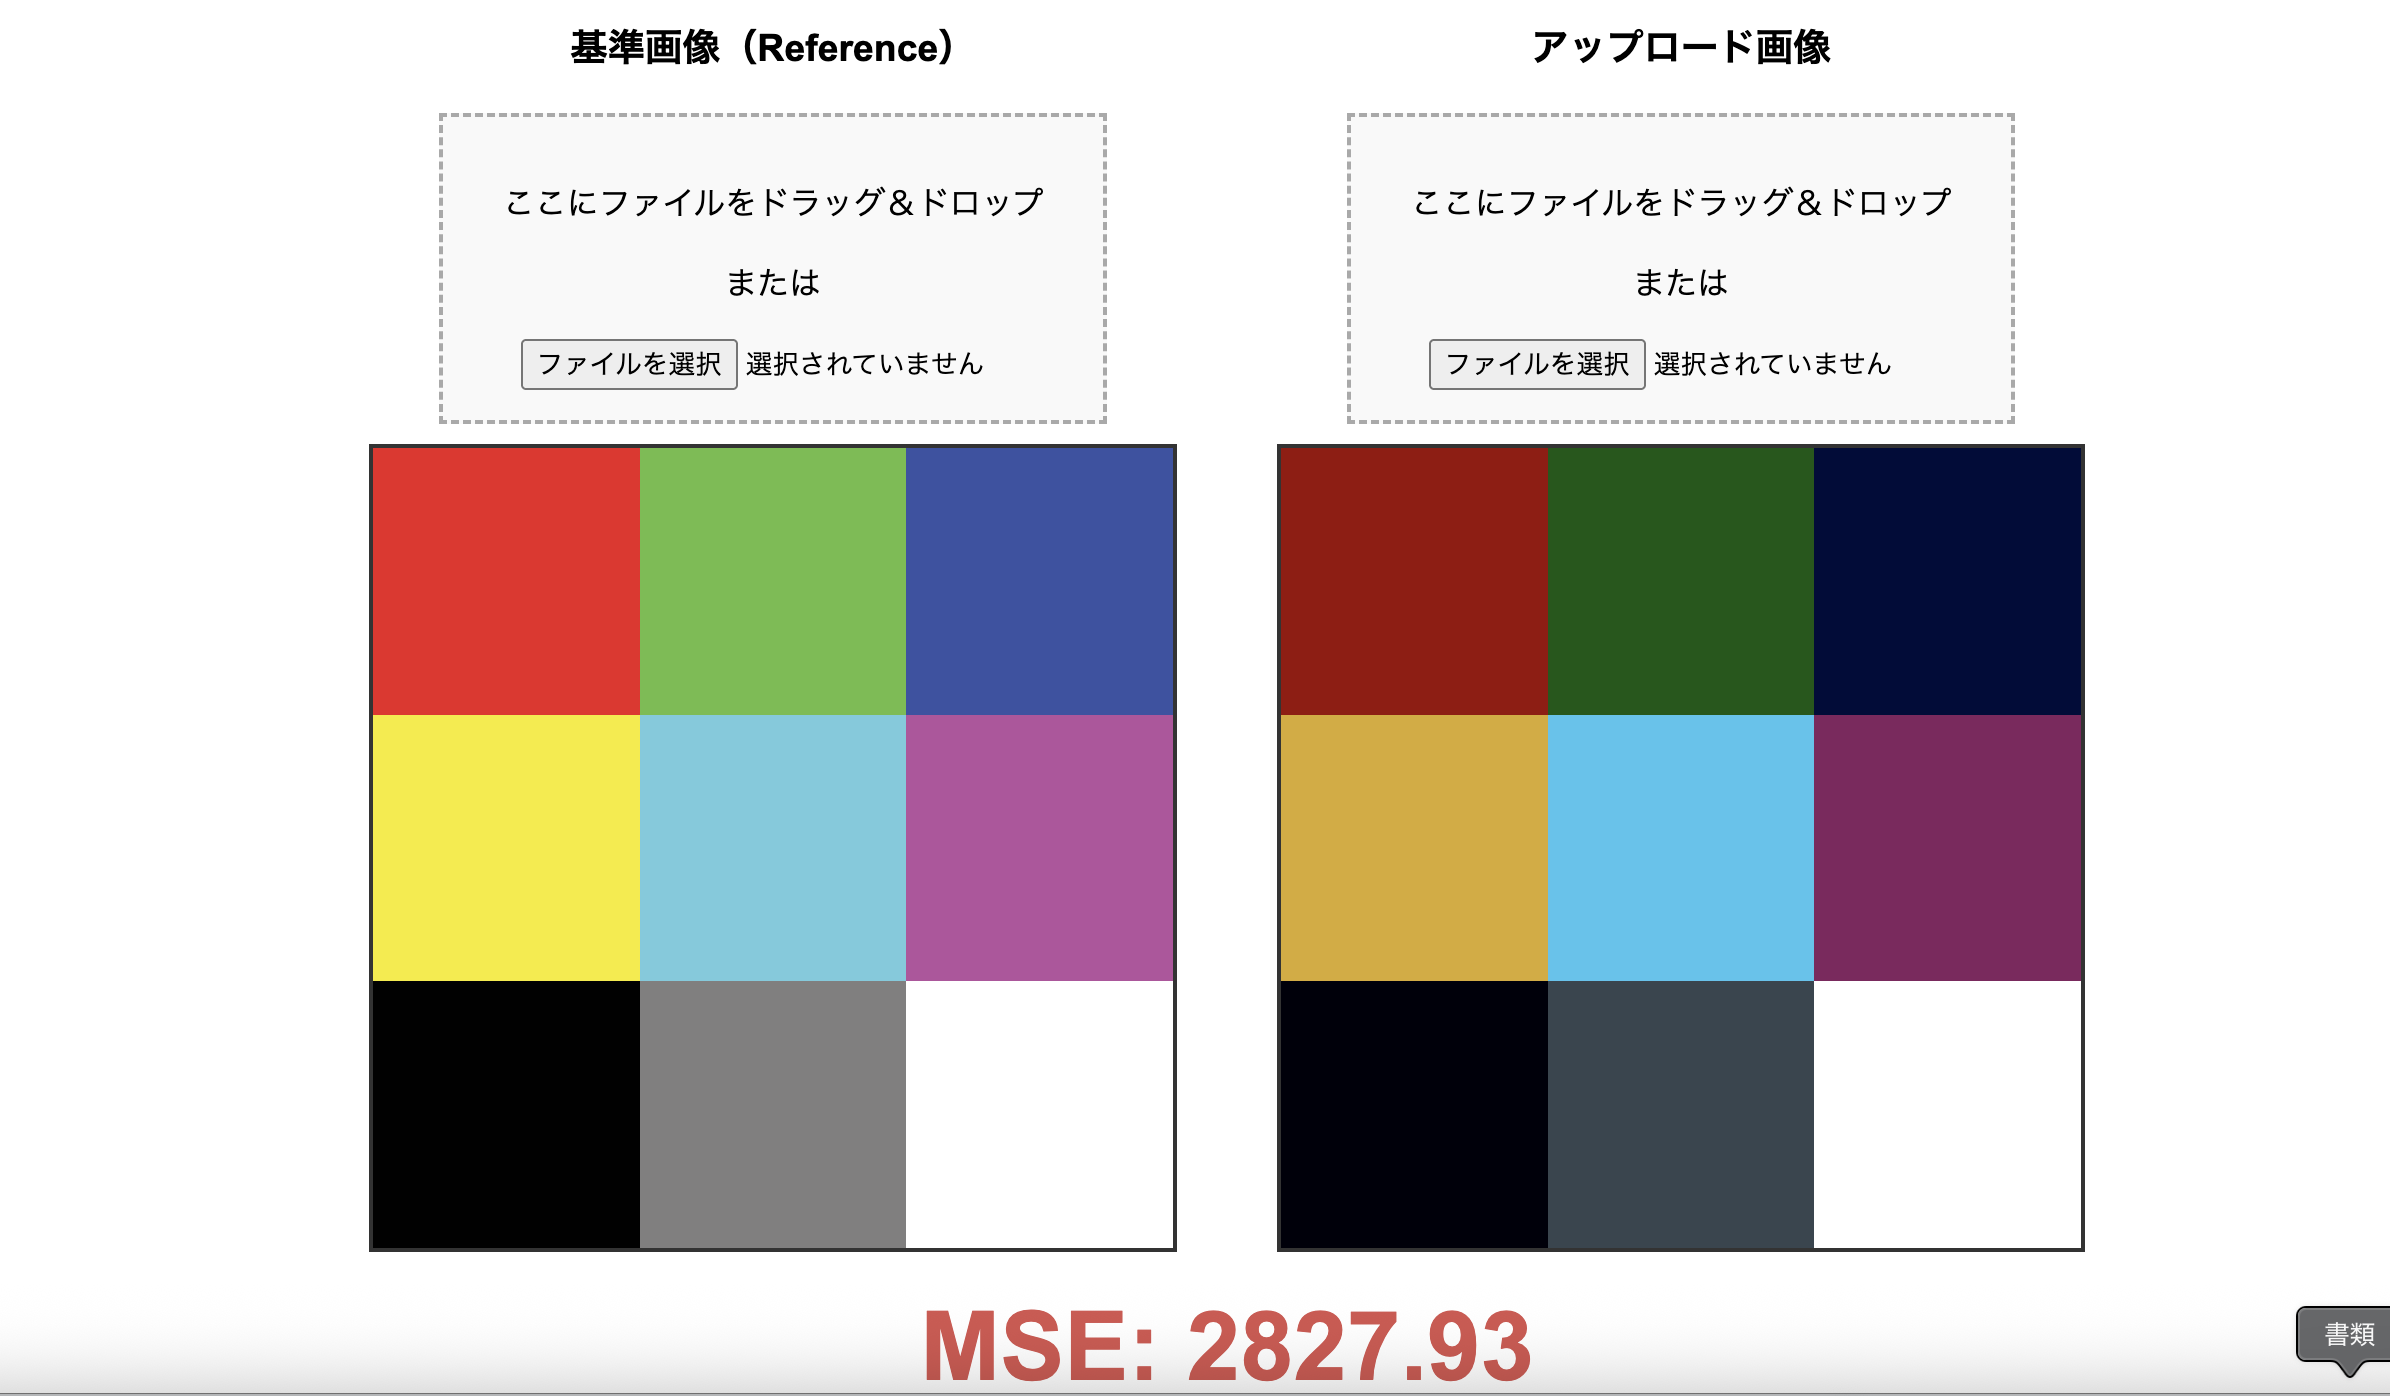 基準画像（Reference）
ここにファイルをドラッグ＆ドロップ
または
ファイルを選択 選択されていません
アップロード画像
ここにファイルをドラッグ＆ドロップ
または
ファイルを選択 選択されていません
MSE: 2827.93
書類